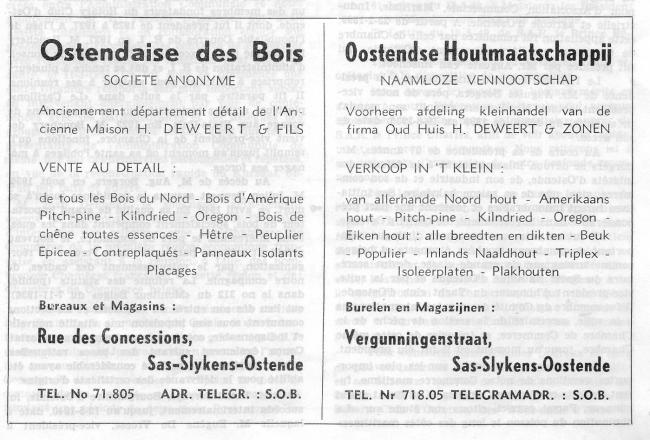 Ostendaise des Bois
SOCIETE ANONYME
Anciennement département détail de l'An-
cienne Maison H. DEWEERT & FILS
VENTE AU DETAIL :
de tous les Bois du Nord - Bois d'Amérique
Pitch-pine - Kilndried - Oregon - Bois de
chêne toutes essences - Hêtre - Peuplier
Epicea - Contreplaqués - Panneaux Isolants
Placages
Bureaux et Magasins :
Rue des Concessions,
Sas-Slykens-Ostende
TEL. No 71.805 ADR. TELEGR. : S.O.B.
Oostendse Houtmaatschappij
NAAMLOZE VENNOOTSCHAP
Voorheen afdeling kleinhandel van de
firma Oud Huis H. DEWEERT & ZONEN
VERKOOP IN 'T KLEIN :
van allerhande Noord hout - Amerikaans
hout - Pitch-pine - Kilndried - Oregon -
Eiken hout : alle breedten en dikten - Beuk
- Populier - Inlands Naaldhout - Triplex -
Isoleerplaten - Plakhouten
Burelen en Magazijnen :
Vergunningenstraat,
Sas-Slykens-Oostende
TEL. Nr 718.05 TELEGRAMADR. : S.O.B.